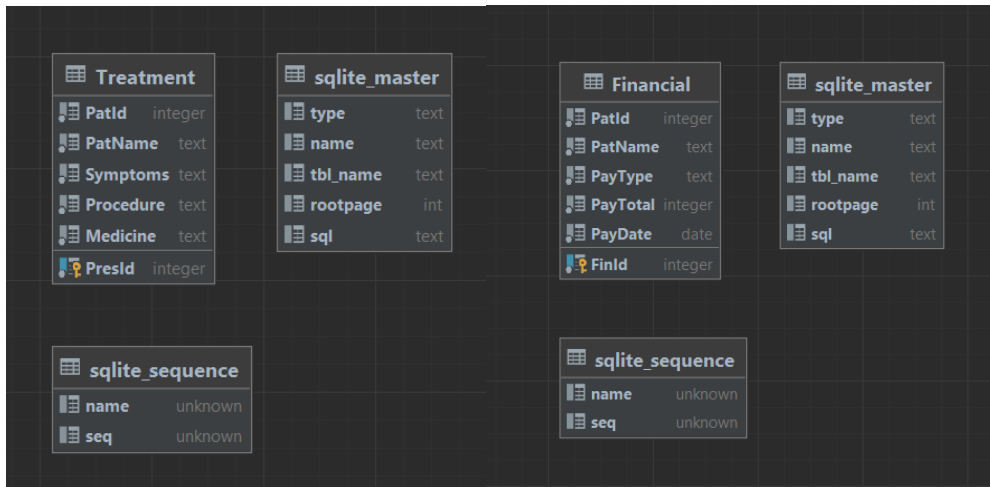 Treatment
PatId integer
PatName text
Symptoms text
Procedure text
Medicine text
PresId integer
sqlite_master
type text
name text
tbl_name text
rootpage int
sql text
sqlite_sequence
name unknown
seq unknown
Financial
PatId integer
PatName text
PayType text
PayTotal integer
PayDate date
FinId integer
sqlite_master
type text
name text
tbl_name text
rootpage int
sql text
sqlite_sequence
name unknown
seq unknown